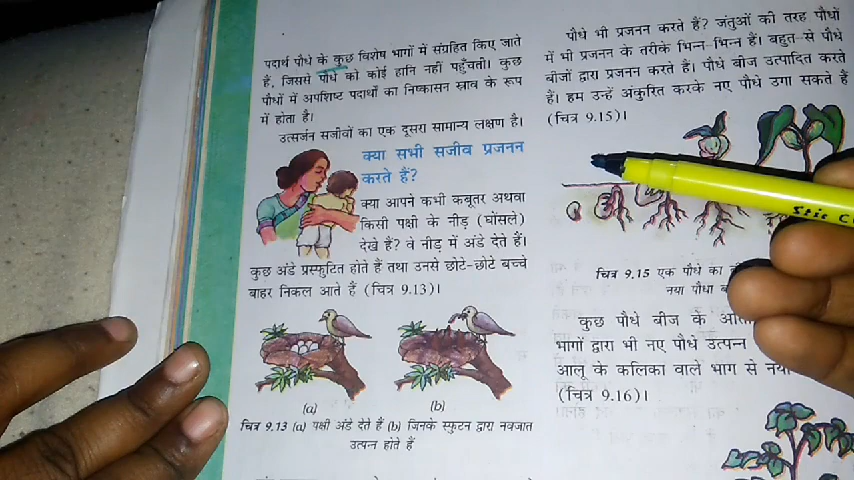 पदार्थ पौधे के कुछ विशेष भागों में संग्रहित किए जाते
हैं, जिससे पौधे को कोई हानि नहीं पहुँचती। कुछ
पौधों में अपशिष्ट पदार्थों का निष्कासन स्राव के रूप
में होता है।
उत्सर्जन सजीवों का एक दूसरा सामान्य लक्षण है।
क्या सभी सजीव प्रजनन
करते हैं?
क्या आपने कभी कबूतर अथवा
किसी पक्षी के नीड़ (घोंसले)
देखे हैं? वे नीड़ में अंडे देते हैं।
कुछ अंडे प्रस्फुटित होते हैं तथा उनसे छोटे-छोटे बच्चे
बाहर निकल आते हैं (चित्र 9.13)।
(a)
(b)
चित्र 9.13 (a) पक्षी अंडे देते हैं (b) जिनके स्फुटन द्वारा नवजात
उत्पन्न होते हैं
पौधे भी प्रजनन करते हैं? जंतुओं की तरह पौधों
में भी प्रजनन के तरीके भिन्न-भिन्न हैं। बहुत-से पौधे
बीजों द्वारा प्रजनन करते हैं। पौधे बीज उत्पादित करते
हैं। हम उन्हें अंकुरित करके नए पौधे उगा सकते हैं
(चित्र 9.15)।
चित्र 9.15 एक पौधे का
नया पौधा
कुछ पौधे बीज के
भागों द्वारा भी नए पौधे उत्पन्न
आलू के कलिका वाले भाग से
(चित्र 9.16)।